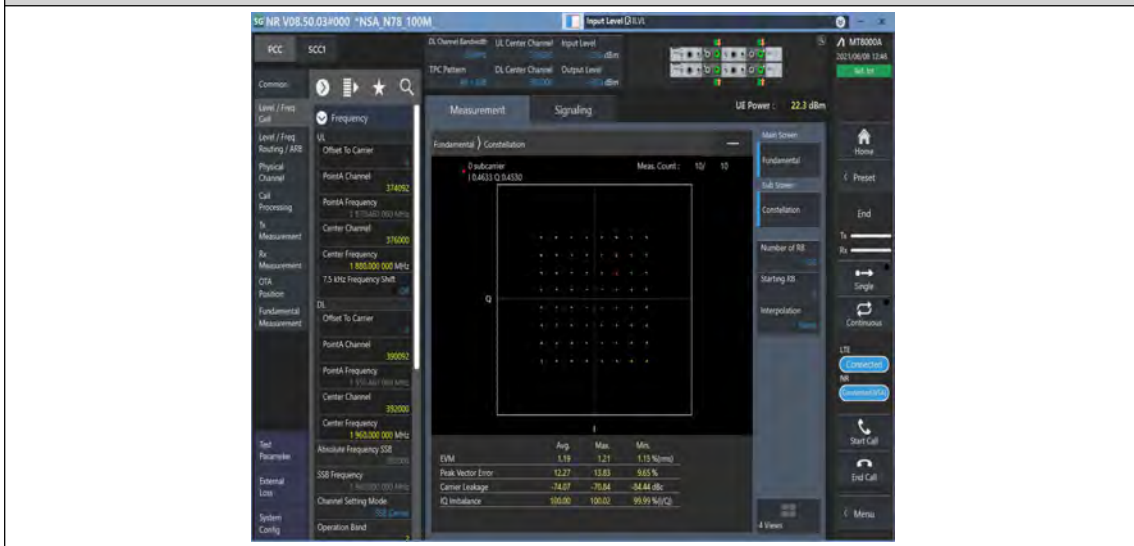 SG NR V08.50.03#000 *NSA_N78_100M
Input Level
PCC
SCC1
DL Channel Bandwidth
UL Center Channel
Input Level
dBm
TPC Pattern
DL Center Channel
Output Level
dBm
MT8000A
2021/06/08 12:48
Common
Level / Freq
Cell
Level / Freq
Routing / ARB
Physical
Channel
Call
Processing
Tx
Measurement
Rx
Measurement
OTA
Position
Fundamental
Measurement
Test
Parameter
External
Loss
System
Config
Frequency
UL
Offset To Carrier
PointA Channel
374092
PointA Frequency
Center Channel
376000
Center Frequency
1 880.000 000 MHz
7.5 kHz Frequency Shift
DL
Offset To Carrier
PointA Channel
390092
PointA Frequency
Center Channel
392000
Center Frequency
1 960.000 000 MHz
Absolute Frequency SSB
SSB Frequency
Channel Setting Mode
Operation Band
2
Measurement
Signaling
UE Power : 22.3 dBm
Fundamental ⟩ Constellation
0 subcarrier
I 0.4633 Q 0.4530
Meas. Count : 10/ 10
Q
I
Avg. Max. Min.
EVM 1.19 1.21 1.15 %(rms)
Peak Vector Error 12.27 13.83 9.65 %
Carrier Leakage -74.07 -70.84 -84.44 dBc
IQ Imbalance 100.00 100.02 99.99 %(I/Q)
Main Screen
Fundamental
Sub Screen
Constellation
Number of RB
Starting RB
Interpolation
4 Views
Home
Preset
End
Tx
Rx
Single
Continuous
LTE
Connected
NR
Connected(NSA)
Start Call
End Call
Menu